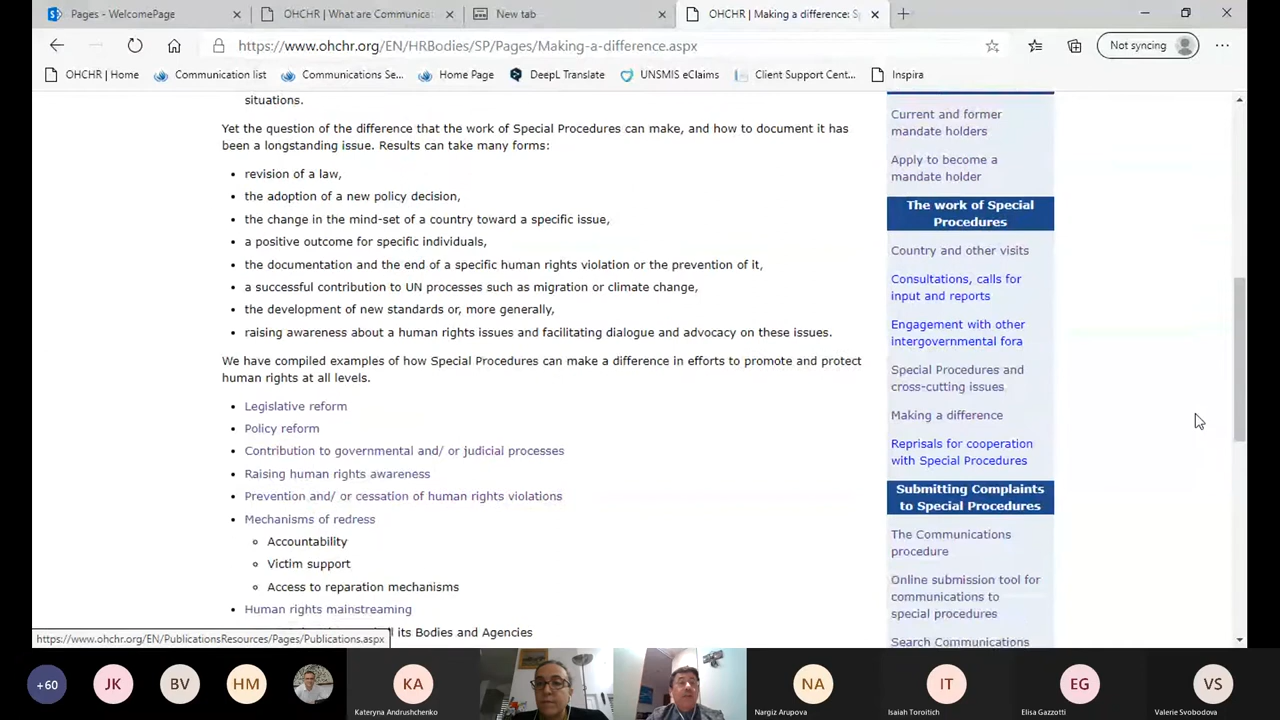 Pages - WelcomePage
OHCHR | What are Communica
New tab
OHCHR | Making a difference: S
https://www.ohchr.org/EN/HRBodies/SP/Pages/Making-a-difference.aspx
Not syncing
OHCHR | Home
Communication list
Communications Se...
Home Page
DeepL Translate
UNSMIS eClaims
Client Support Cent...
Inspira
situations.
Yet the question of the difference that the work of Special Procedures can make, and how to document it has
been a longstanding issue. Results can take many forms:
revision of a law,
the adoption of a new policy decision,
the change in the mind-set of a country toward a specific issue,
a positive outcome for specific individuals,
the documentation and the end of a specific human rights violation or the prevention of it,
a successful contribution to UN processes such as migration or climate change,
the development of new standards or, more generally,
raising awareness about a human rights issues and facilitating dialogue and advocacy on these issues.
We have compiled examples of how Special Procedures can make a difference in efforts to promote and protect
human rights at all levels.
Legislative reform
Policy reform
Contribution to governmental and/ or judicial processes
Raising human rights awareness
Prevention and/ or cessation of human rights violations
Mechanisms of redress
Accountability
Victim support
Access to reparation mechanisms
Human rights mainstreaming
its Bodies and Agencies
https://www.ohchr.org/EN/PublicationsResources/Pages/Publications.aspx
Current and former
mandate holders
Apply to become a
mandate holder
The work of Special
Procedures
Country and other visits
Consultations, calls for
input and reports
Engagement with other
intergovernmental fora
Special Procedures and
cross-cutting issues
Making a difference
Reprisals for cooperation
with Special Procedures
Submitting Complaints
to Special Procedures
The Communications
procedure
Online submission tool for
communications to
special procedures
Search Communications
+60
JK
BV
HM
KA
Kateryna Andrushchenko
NA
Nargiz Arupova
IT
Isaiah Toroitich
EG
Elisa Gazzotti
VS
Valerie Svobodova